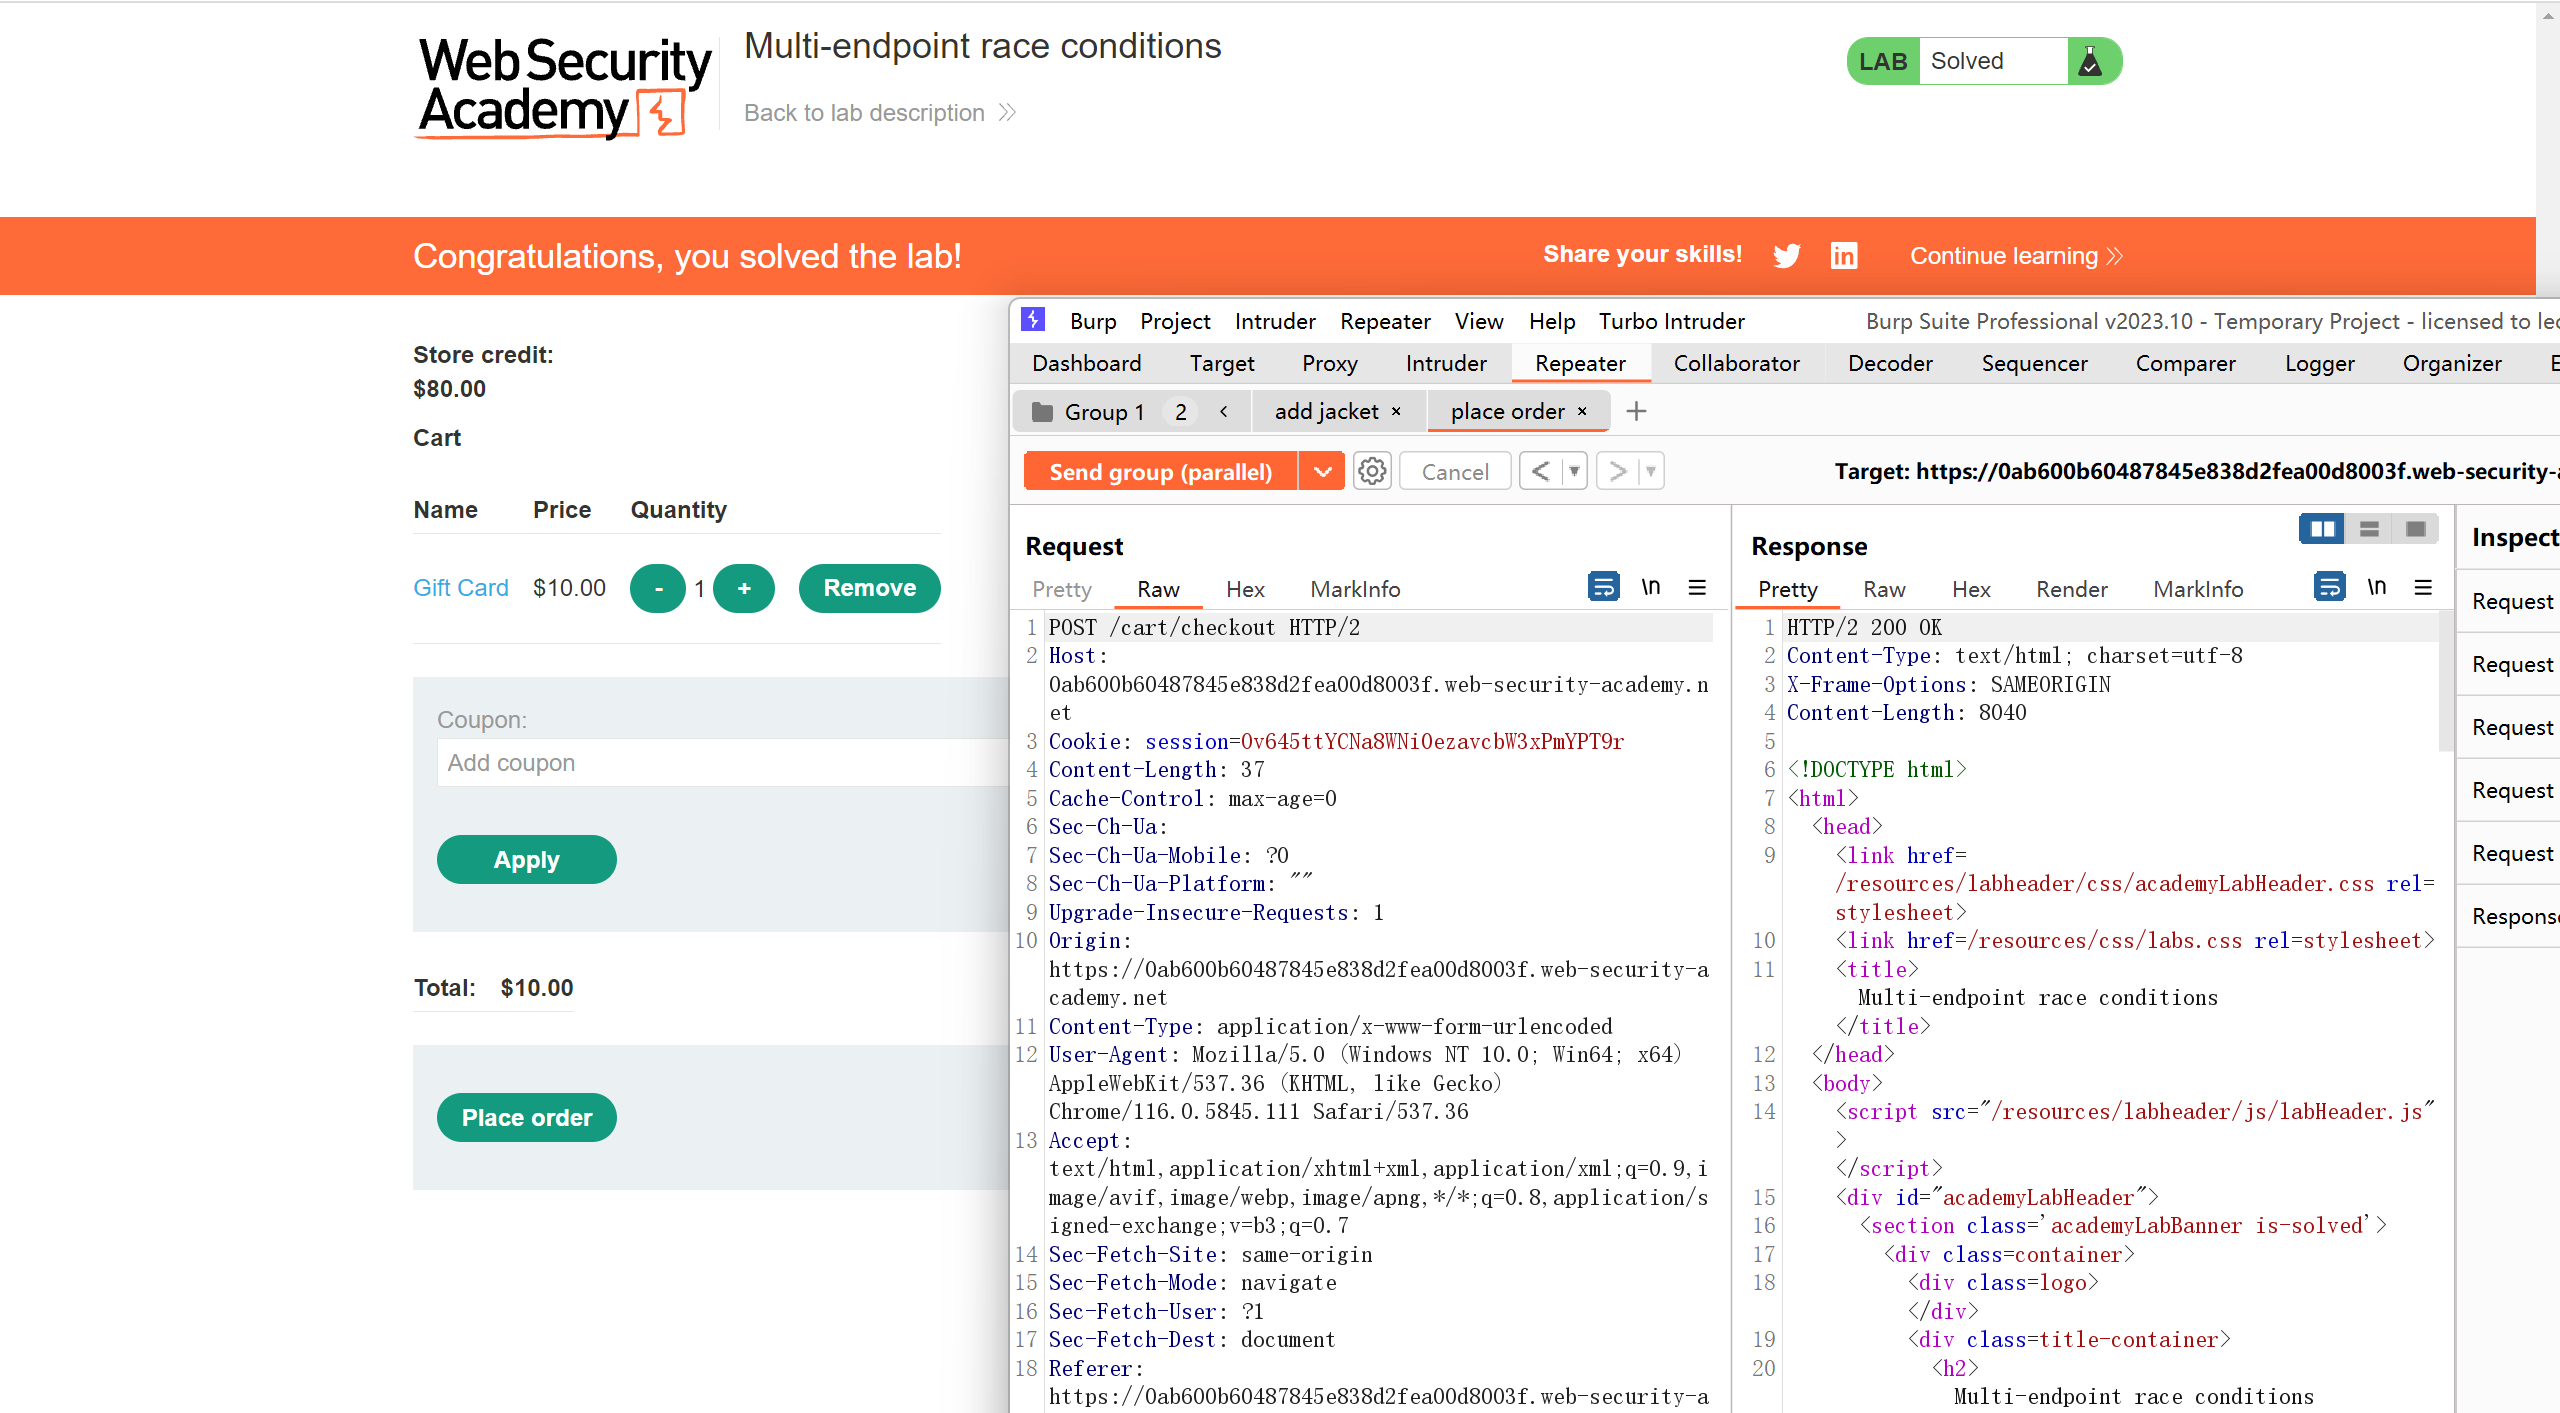 Web Security
Academy
Multi-endpoint race conditions
Back to lab description
LAB Solved
Congratulations, you solved the lab!
Share your skills!
Continue learning
Store credit:
$80.00
Cart
Name Price Quantity
Gift Card $10.00 - 1 + Remove
Coupon:
Add coupon
Apply
Total: $10.00
Place order
Burp Project Intruder Repeater View Help Turbo Intruder
Burp Suite Professional v2023.10 - Temporary Project - licensed to
Dashboard Target Proxy Intruder Repeater Collaborator Decoder Sequencer Comparer Logger Organizer
Group 1 2 < add jacket × place order × +
Send group (parallel) Cancel < >
Target: https://0ab600b60487845e838d2fea00d8003f.web-security-
Request
Pretty Raw Hex MarkInfo \n
1 POST /cart/checkout HTTP/2
2 Host:
0ab600b60487845e838d2fea00d8003f.web-security-academy.n
et
3 Cookie: session=0v645ttYCNa8WNi0ezavcbW3xPmYPT9r
4 Content-Length: 37
5 Cache-Control: max-age=0
6 Sec-Ch-Ua:
7 Sec-Ch-Ua-Mobile: ?0
8 Sec-Ch-Ua-Platform: ""
9 Upgrade-Insecure-Requests: 1
10 Origin:
https://0ab600b60487845e838d2fea00d8003f.web-security-a
cademy.net
11 Content-Type: application/x-www-form-urlencoded
12 User-Agent: Mozilla/5.0 (Windows NT 10.0; Win64; x64)
AppleWebKit/537.36 (KHTML, like Gecko)
Chrome/116.0.5845.111 Safari/537.36
13 Accept:
text/html,application/xhtml+xml,application/xml;q=0.9,i
mage/avif,image/webp,image/apng,*/*;q=0.8,application/s
igned-exchange;v=b3;q=0.7
14 Sec-Fetch-Site: same-origin
15 Sec-Fetch-Mode: navigate
16 Sec-Fetch-User: ?1
17 Sec-Fetch-Dest: document
18 Referer:
https://0ab600b60487845e838d2fea00d8003f.web-security-a
Response
Pretty Raw Hex Render MarkInfo \n
1 HTTP/2 200 OK
2 Content-Type: text/html; charset=utf-8
3 X-Frame-Options: SAMEORIGIN
4 Content-Length: 8040
5
6 <!DOCTYPE html>
7 <html>
8 <head>
9 <link href=
/resources/labheader/css/academyLabHeader.css rel=
stylesheet>
10 <link href=/resources/css/labs.css rel=stylesheet>
11 <title>
Multi-endpoint race conditions
</title>
12 </head>
13 <body>
14 <script src="/resources/labheader/js/labHeader.js"
>
</script>
15 <div id="academyLabHeader">
16 <section class='academyLabBanner is-solved'>
17 <div class=container>
18 <div class=logo>
</div>
19 <div class=title-container>
20 <h2>
Multi-endpoint race conditions
Inspect
Request
Request
Request
Request
Request
Respons